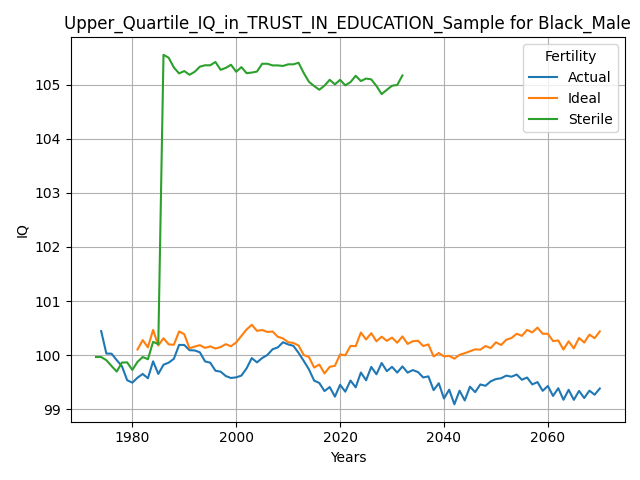 Upper_Quartile_IQ_in_TRUST_IN_EDUCATION_Sample for Black_Male
Fertility
Actual
Ideal
Sterile
IQ
105
104
103
102
101
100
99
1980 2000 2020 2040 2060
Years